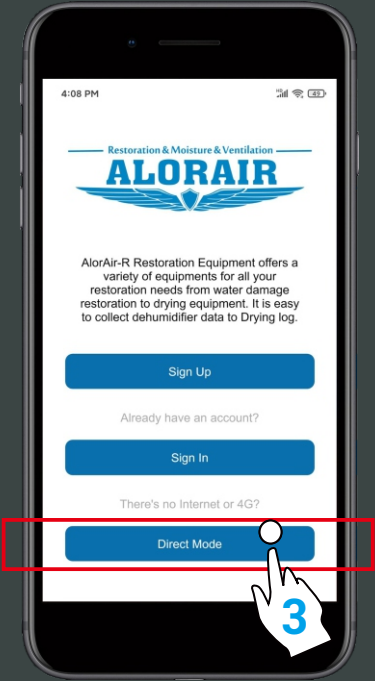 4:08 PM
49
Restoration & Moisture & Ventilation
ALORAIR
AlorAir-R Restoration Equipment offers a
variety of equipments for all your
restoration needs from water damage
restoration to drying equipment. It is easy
to collect dehumidifier data to Drying log.
Sign Up
Already have an account?
Sign In
There's no Internet or 4G?
Direct Mode
3